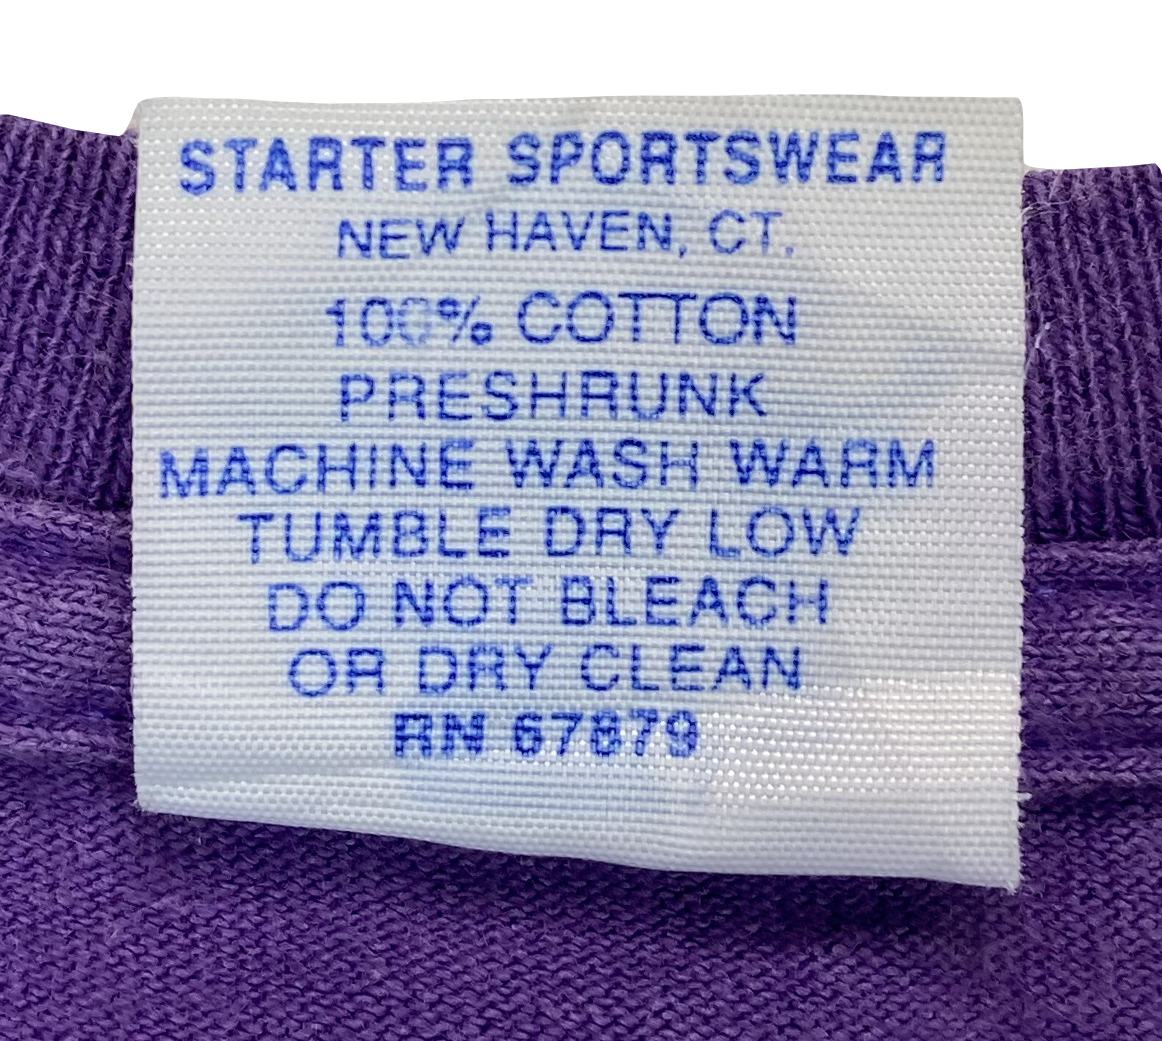 STARTER SPORTSWEAR
NEW HAVEN, CT.
100% COTTON
PRESHRUNK
MACHINE WASH WARM
TUMBLE DRY LOW
DO NOT BLEACH
OR DRY CLEAN
RN 67879